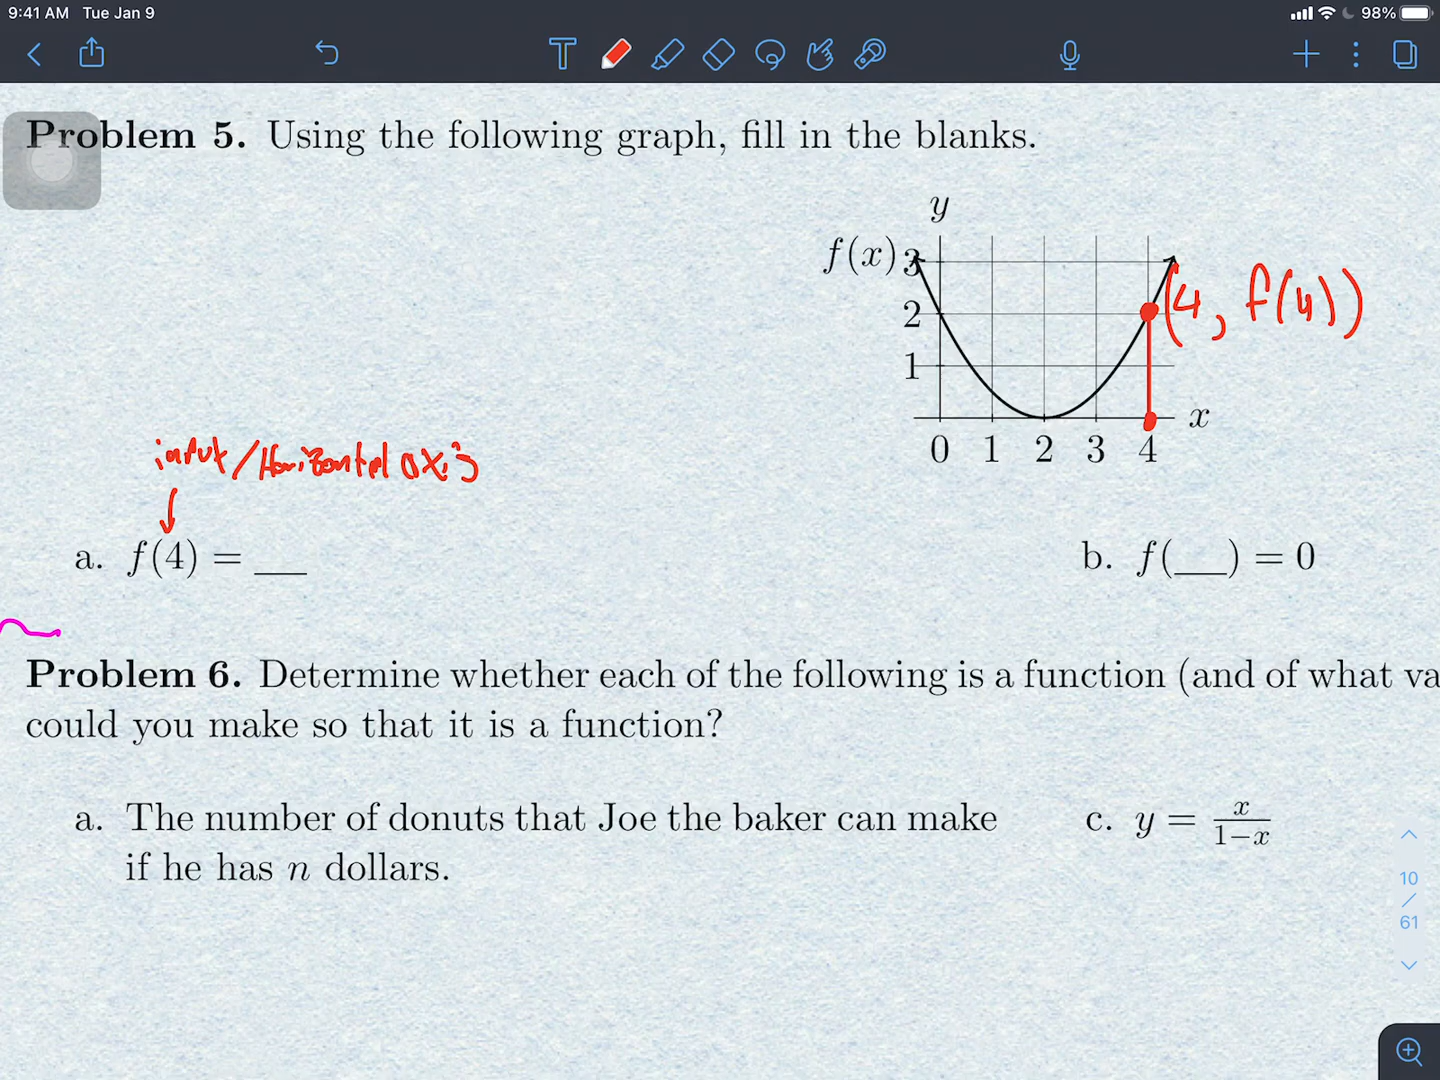 9:41 AM Tue Jan 9
98%
Problem 5. Using the following graph, fill in the blanks.
y
f(x)
3
2
1
0 1 2 3 4
x
(4, f(4))
input/Horizontal axis
a. f(4) = __
b. f(__) = 0
Problem 6. Determine whether each of the following is a function (and of what va
could you make so that it is a function?
a. The number of donuts that Joe the baker can make
if he has n dollars.
c. y = x/1−x
10
/
61